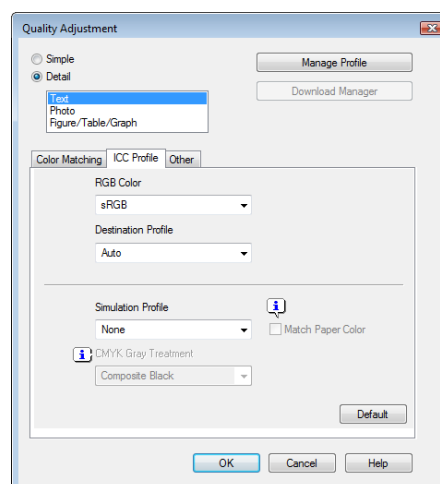 Quality Adjustment
Simple
Manage Profile
Detail
Download Manager
Text
Photo
Figure/Table/Graph
Color Matching ICC Profile Other
RGB Color
sRGB
Destination Profile
Auto
Simulation Profile
None
Match Paper Color
CMYK Gray Treatment
Composite Black
Default
OK Cancel Help